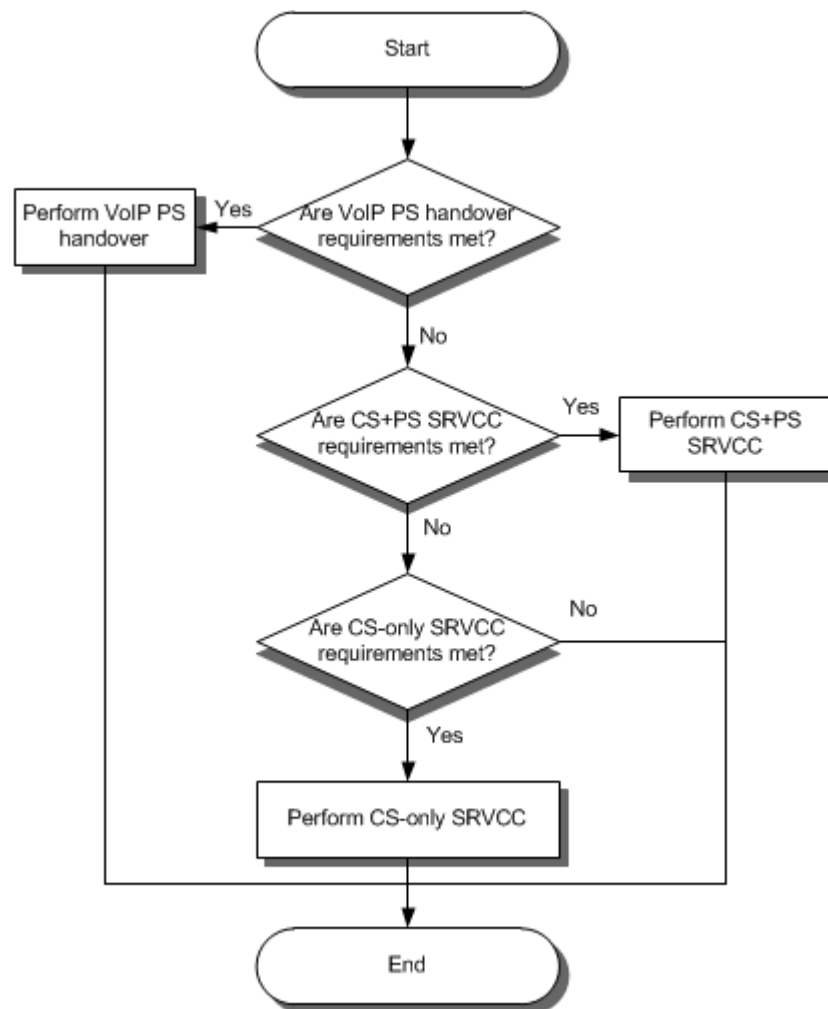 Start
Perform VoIP PS
handover
Yes
Are VoIP PS handover
requirements met?
No
Are CS+PS SRVCC
requirements met?
Yes
Perform CS+PS
SRVCC
No
Are CS-only SRVCC
requirements met?
No
Yes
Perform CS-only SRVCC
End